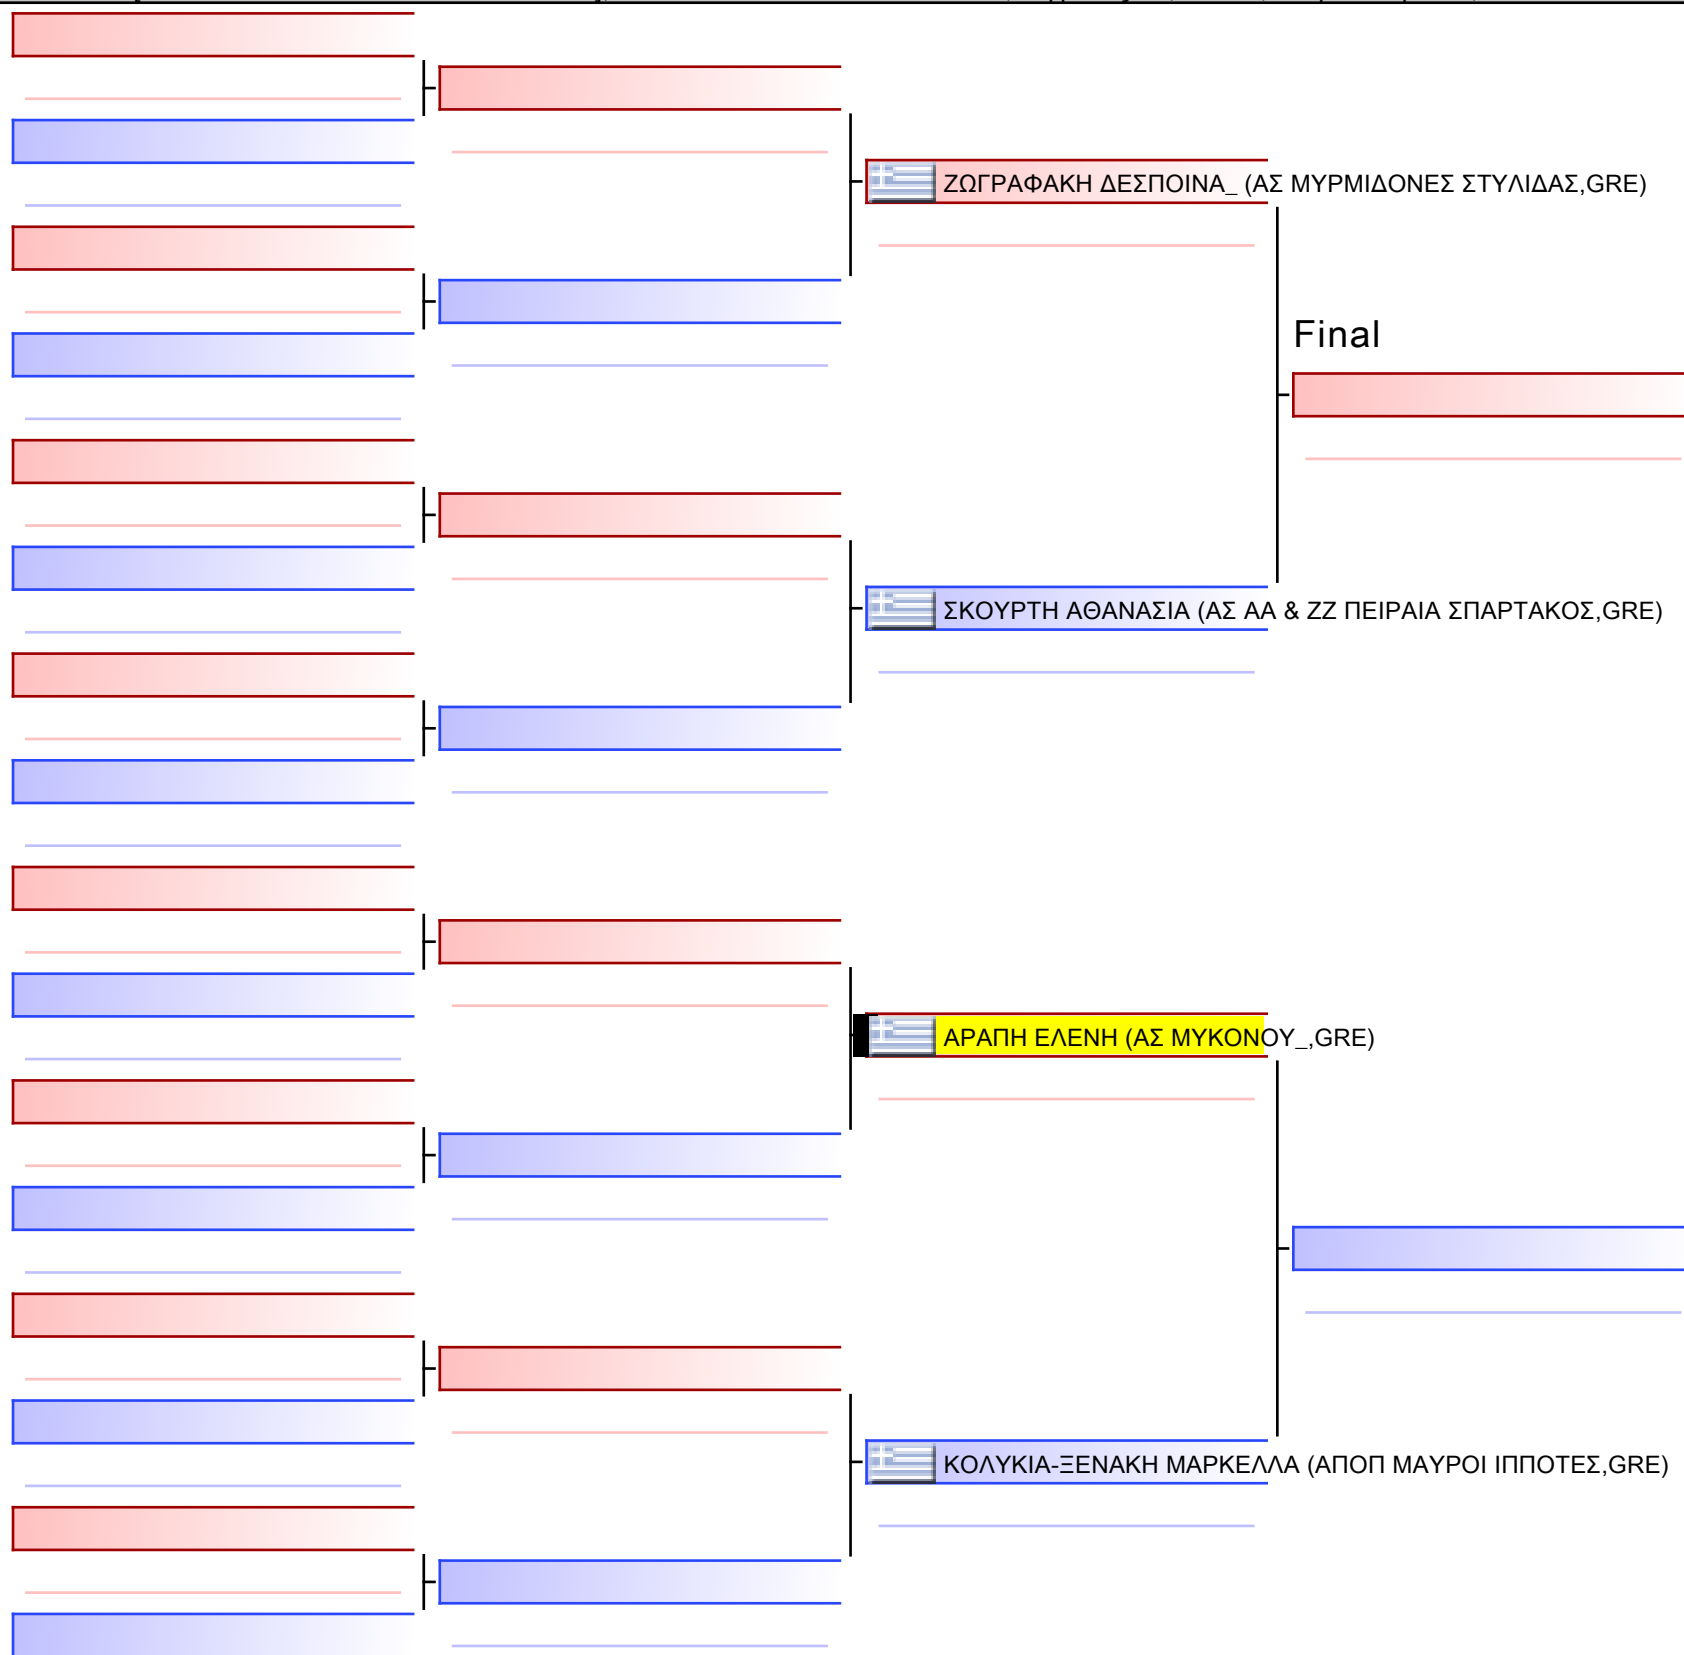 ΖΩΓΡΑΦΑΚΗ ΔΕΣΠΟΙΝΑ_ (ΑΣ ΜΥΡΜΙΔΟΝΕΣ ΣΤΥΛΙΔΑΣ,GRE)
Final
ΣΚΟΥΡΤΗ ΑΘΑΝΑΣΙΑ (ΑΣ ΑΑ & ΖΖ ΠΕΙΡΑΙΑ ΣΠΑΡΤΑΚΟΣ,GRE)
ΑΡΑΠΗ ΕΛΕΝΗ (ΑΣ ΜΥΚΟΝΟΥ_,GRE)
ΚΟΛΥΚΙΑ-ΞΕΝΑΚΗ ΜΑΡΚΕΛΛΑ (ΑΠΟΠ ΜΑΥΡΟΙ ΙΠΠΟΤΕΣ,GRE)